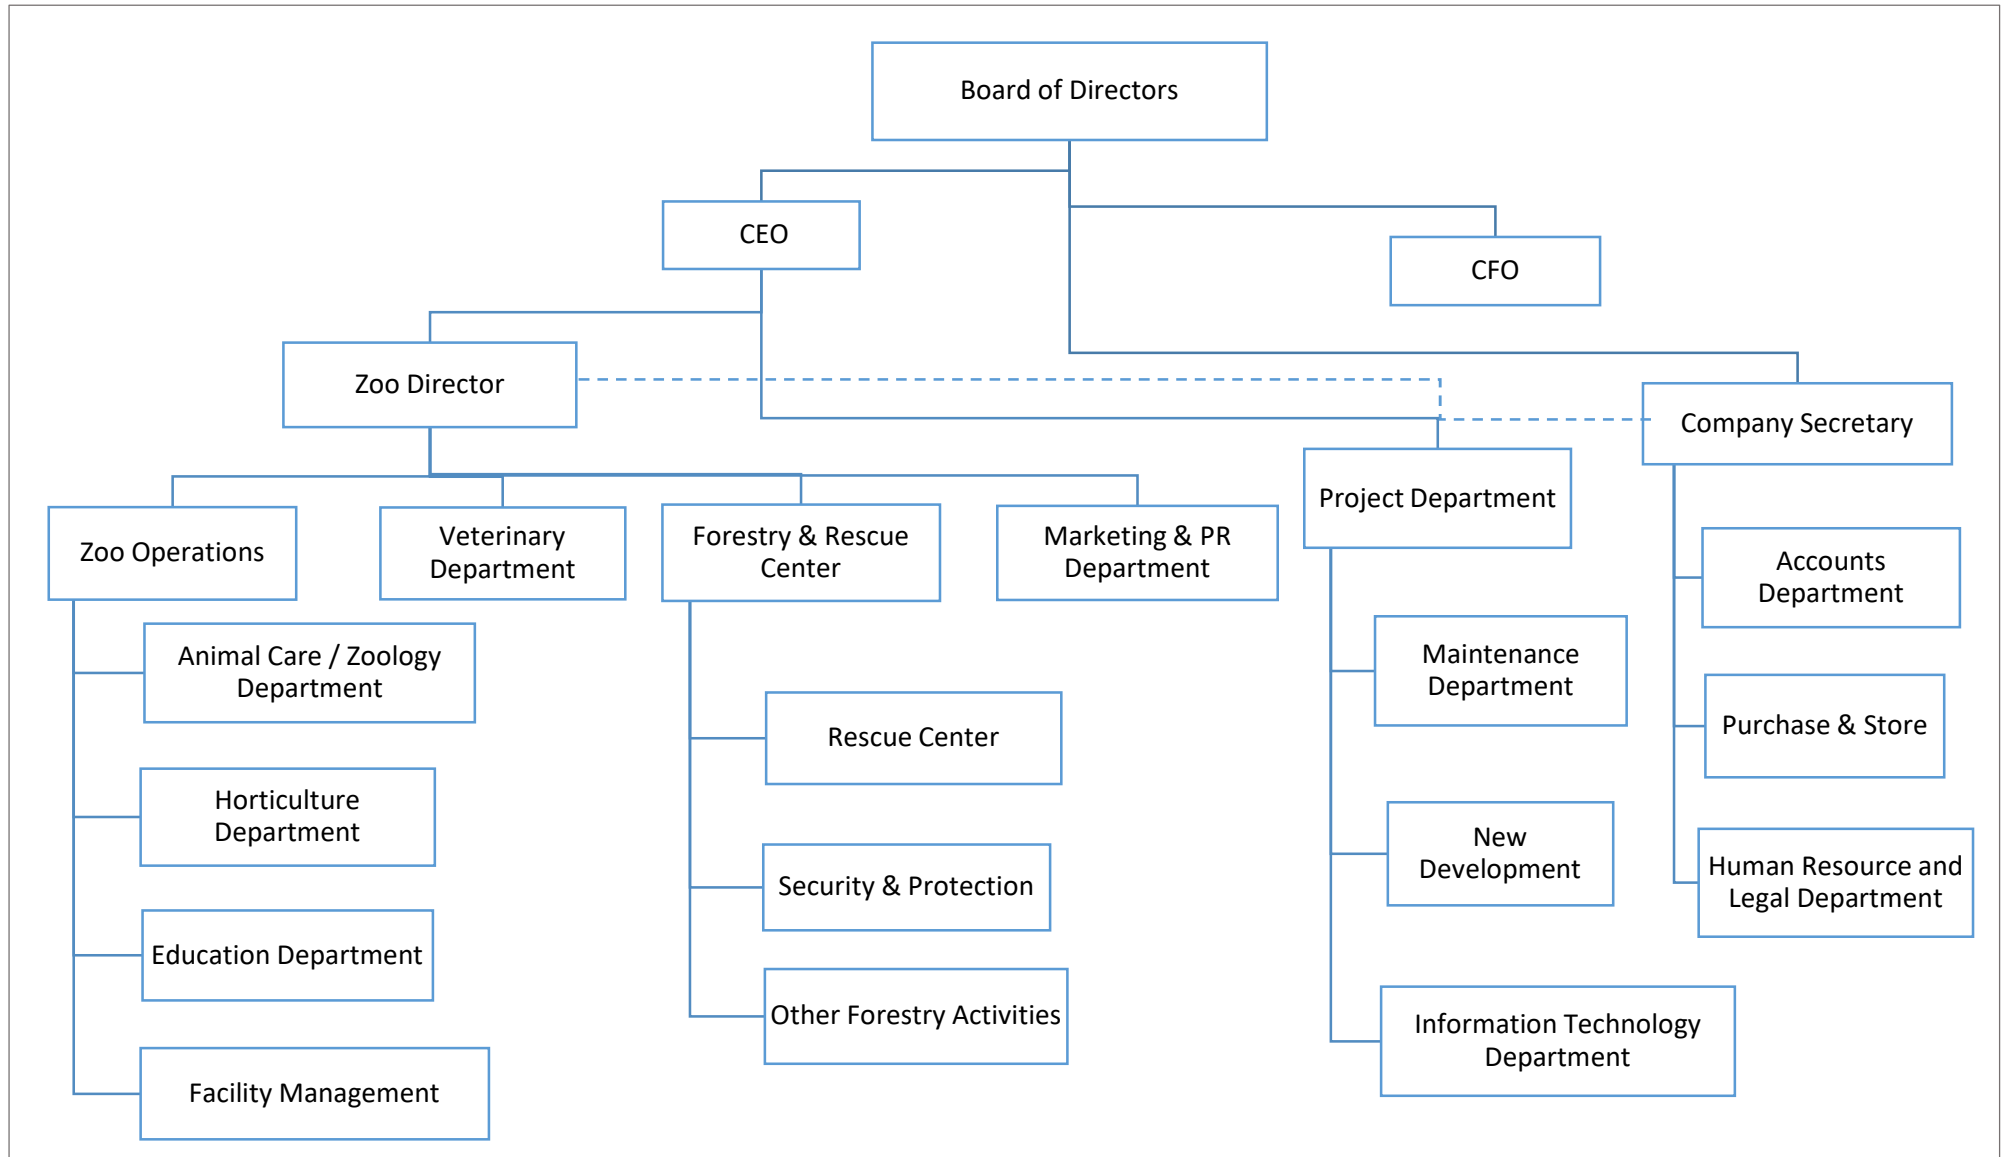 Board of Directors
CEO
CFO
Zoo Director
Company Secretary
Project Department
Zoo Operations
Veterinary
Department
Forestry & Rescue
Center
Marketing & PR
Department
Accounts
Department
Animal Care / Zoology
Department
Maintenance
Department
Rescue Center
Purchase & Store
Horticulture
Department
New
Development
Human Resource and
Legal Department
Security & Protection
Education Department
Other Forestry Activities
Information Technology
Department
Facility Management